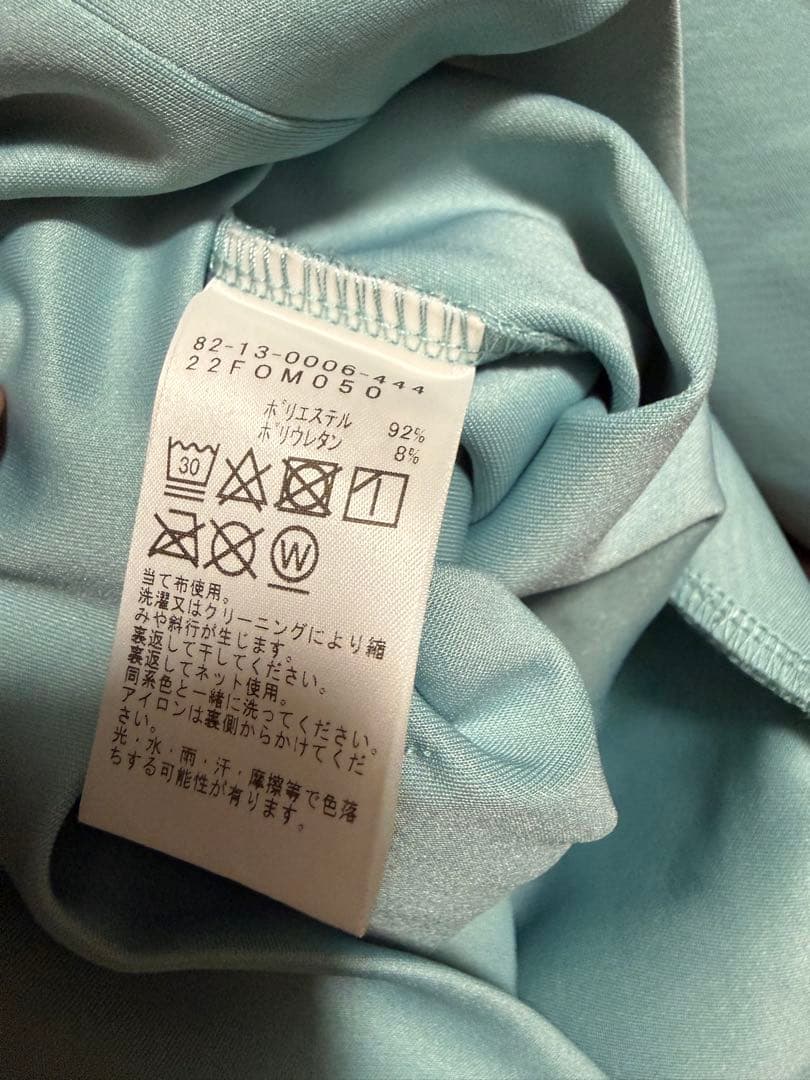 82-13-0006-444
22FOM050
ポリエステル 92%
ポリウレタン 8%
30
W
当て布使用。
洗濯又はクリーニングにより縮
みや斜行が生じます。
裏返して干してください。
裏返してネット使用。
同系色と一緒に洗ってください。
アイロンは裏側からかけてくだ
さい。
光・水・雨・汗・摩擦等で色落
ちする可能性が有ります。